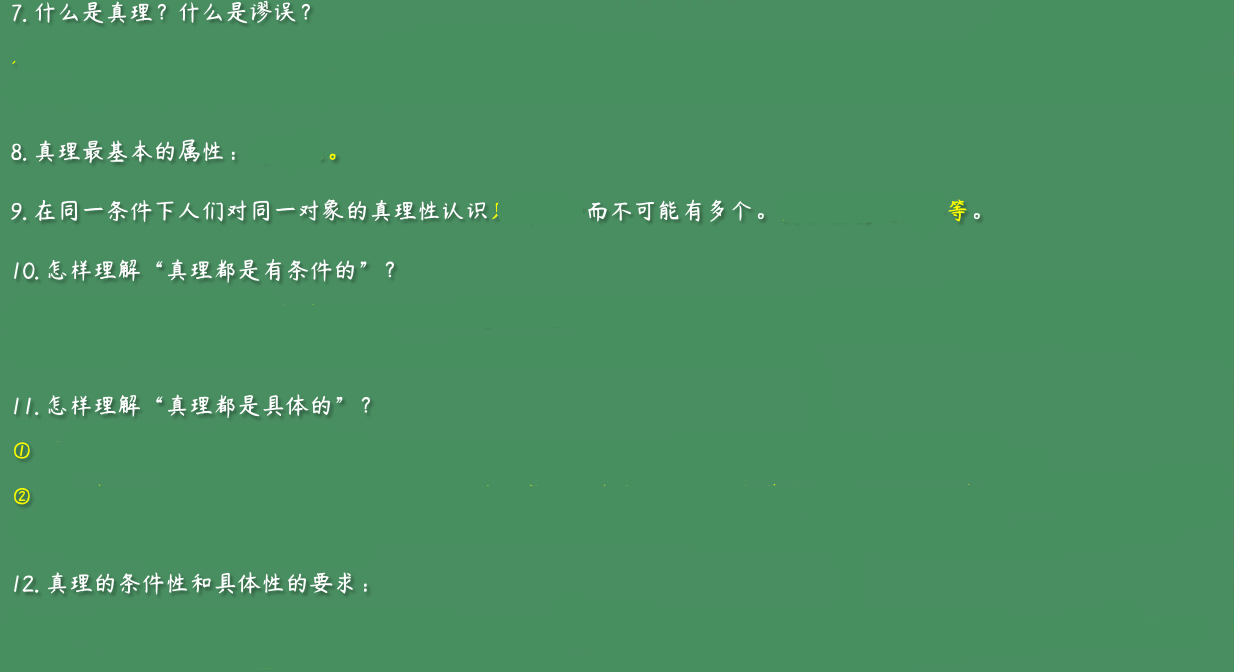 7. 什么是真理？什么是谬误？
8. 真理最基本的属性： 。
9. 在同一条件下人们对同一对象的真理性认识 而不可能有多个。 等。
10. 怎样理解“真理都是有条件的”？
11. 怎样理解“真理都是具体的”？
①
②
12. 真理的条件性和具体性的要求：